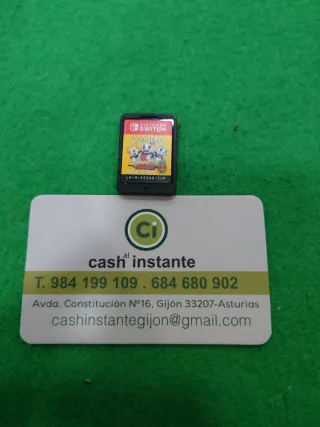 NINTENDO
SWITCH
Ci
cash al instante
T. 984 199 109 . 684 680 902
Avda. Constitución Nº16, Gijón 33207-Asturias
cashinstantegijon@gmail.com